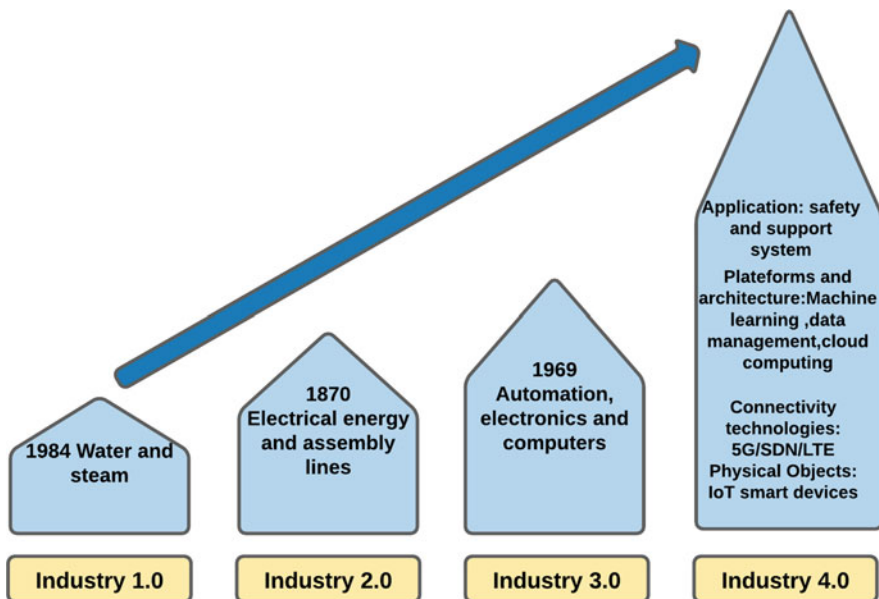 1984 Water and
steam
Industry 1.0
1870
Electrical energy
and assembly
lines
Industry 2.0
1969
Automation,
electronics and
computers
Industry 3.0
Application: safety
and support
system
Plateforms and
architecture:Machine
learning ,data
management,cloud
computing
Connectivity
technologies:
5G/SDN/LTE
Physical Objects:
IoT smart devices
Industry 4.0